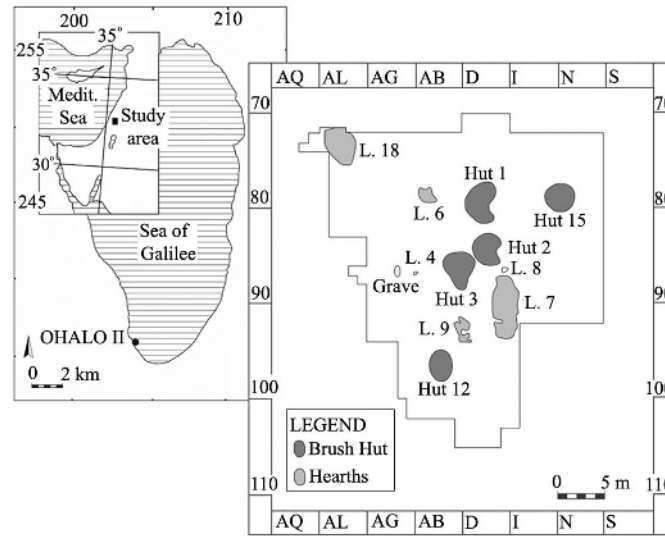 200
210
35°
255
35°
Medit.
Sea
Study
area
30°
245
Sea of
Galilee
OHALO II
0 2 km
AQ AL AG AB D I N S
70
80
90
100
110
70
80
90
100
110
L. 18
L. 6
Hut 1
Hut 15
Hut 2
L. 4
L. 8
Grave
Hut 3
L. 7
L. 9
Hut 12
LEGEND
Brush Hut
Hearths
0 5 m
AQ AL AG AB D I N S